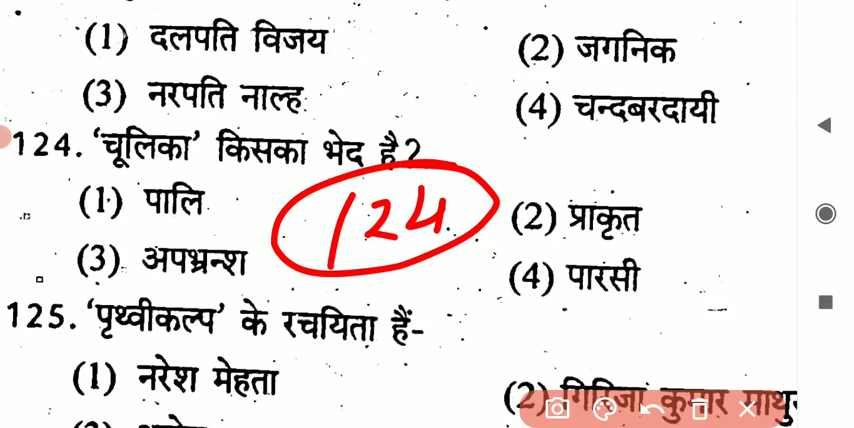 (1) दलपति विजय (2) जगनिक
(3) नरपति नाल्ह (4) चन्दबरदायी
124. 'चूलिका' किसका भेद है?
(1) पालि (2) प्राकृत
124
(3) अपभ्रन्श (4) पारसी
125. 'पृथ्वीकल्प' के रचयिता हैं-
(1) नरेश मेहता (2) गिरिजा कुमार माथुर